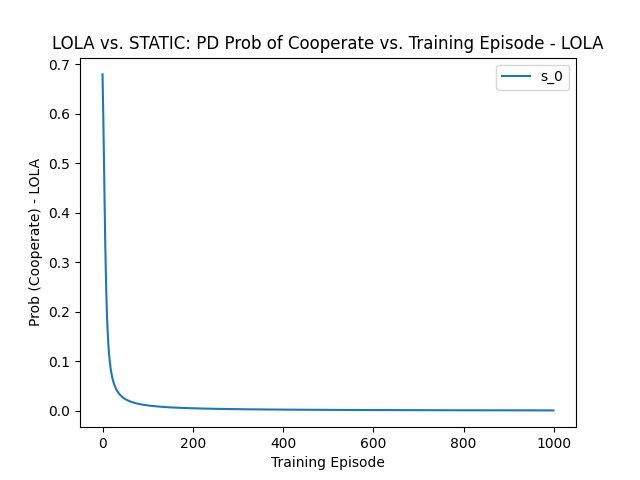 LOLA vs. STATIC: PD Prob of Cooperate vs. Training Episode - LOLA
s_0
Prob (Cooperate) - LOLA
0.7
0.6
0.5
0.4
0.3
0.2
0.1
0.0
0 200 400 600 800 1000
Training Episode